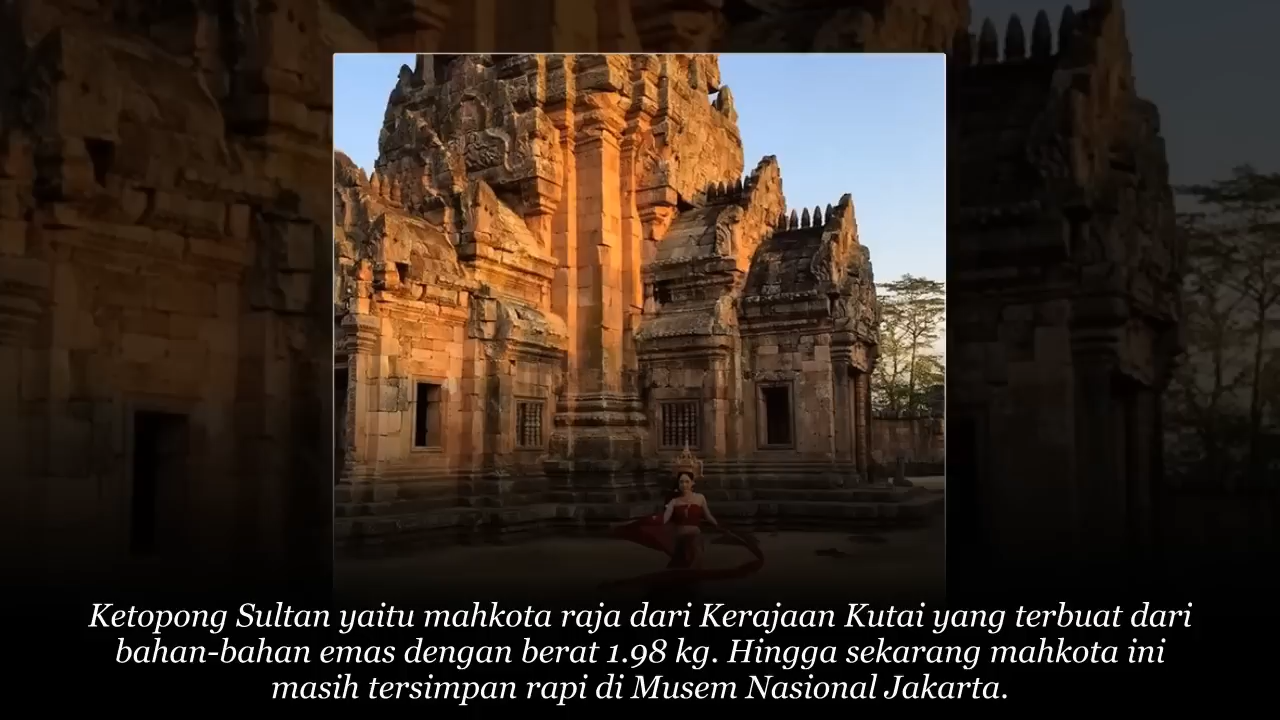 Ketopong Sultan yaitu mahkota raja dari Kerajaan Kutai yang terbuat dari
bahan-bahan emas dengan berat 1.98 kg. Hingga sekarang mahkota ini
masih tersimpan rapi di Musem Nasional Jakarta.